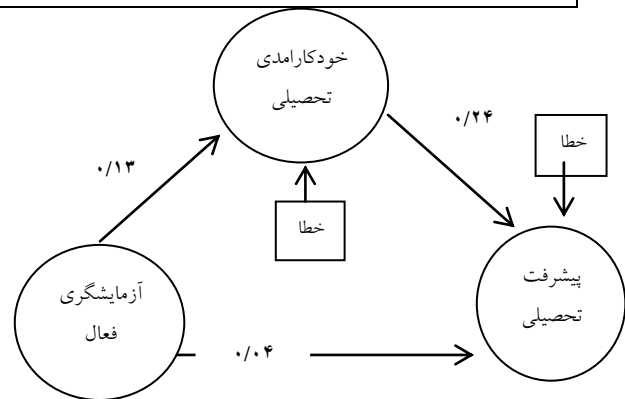 خودکارامدی
تحصیلی
۰/۲۴
خطا
۰/۱۳
خطا
آزمایشگری
فعال
پیشرفت
تحصیلی
۰/۰۴